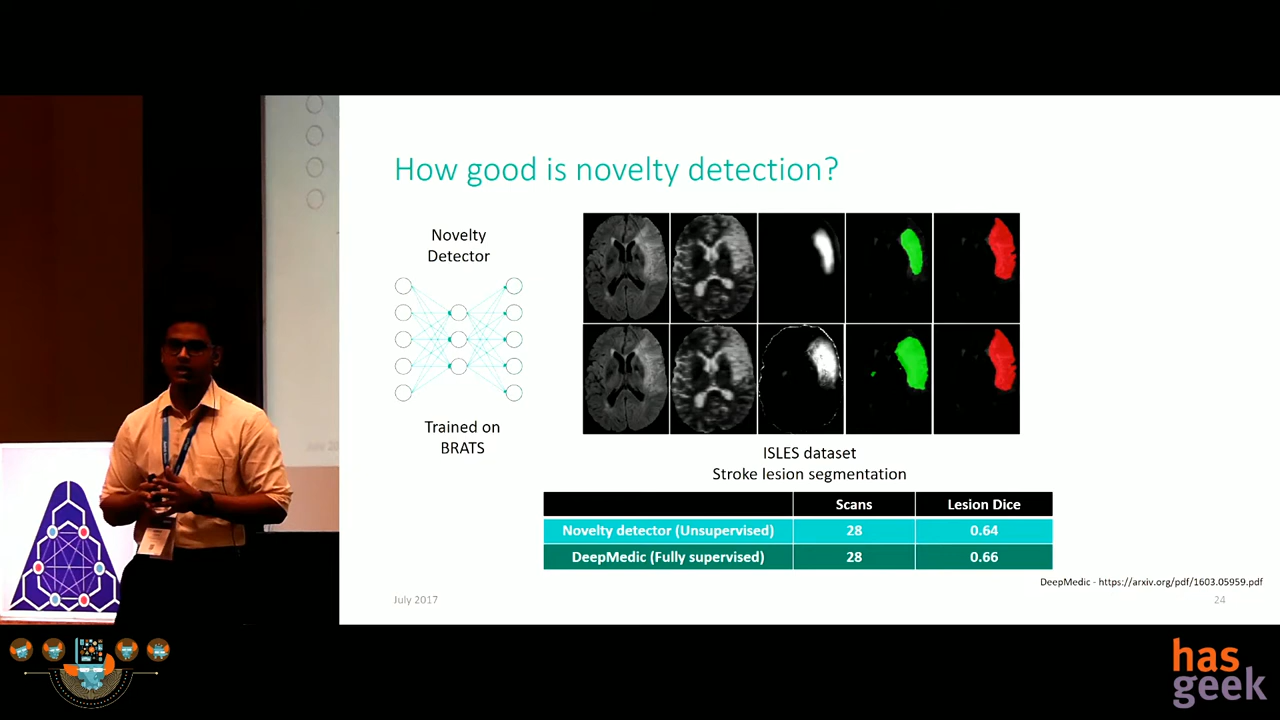 How good is novelty detection?
Novelty
Detector
Trained on
BRATS
ISLES dataset
Stroke lesion segmentation
Scans
Lesion Dice
Novelty detector (Unsupervised)
28
0.64
DeepMedic (Fully supervised)
28
0.66
DeepMedic - https://arxiv.org/pdf/1603.05959.pdf
July 2017
24
has
geek